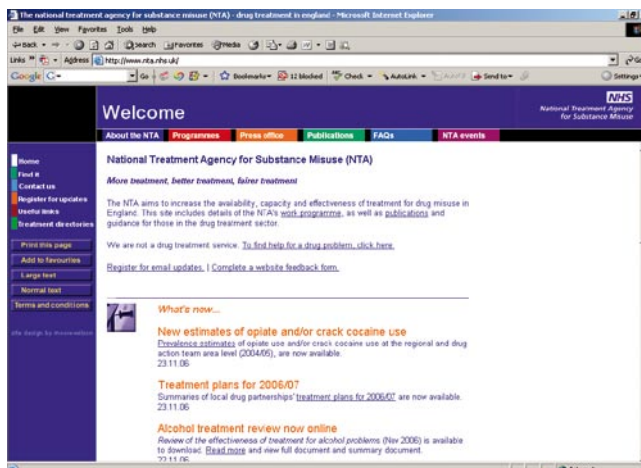 The national treatment agency for substance misuse (NTA) - drug treatment in england - Microsoft Internet Explorer
File Edit View Favorites Tools Help
Back Search Favorites Media
Links Address http://www.nta.nhs.uk/ Go
Google G Go Bookmarks 12 blocked Check AutoLink Send to Settings
NHS
National Treatment Agency
for Substance Misuse
Welcome
About the NTA Programmes Press office Publications FAQs NTA events
Home
Find it
Contact us
Register for updates
Useful links
Treatment directories
Print this page
Add to favourites
Large text
Normal text
Terms and conditions
National Treatment Agency for Substance Misuse (NTA)
More treatment, better treatment, fairer treatment
The NTA aims to increase the availability, capacity and effectiveness of treatment for drug misuse in
England. This site includes details of the NTA's work programme, as well as publications and
guidance for those in the drug treatment sector.
We are not a drug treatment service. To find help for a drug problem, click here.
Register for email updates. | Complete a website feedback form.
What's new...
New estimates of opiate and/or crack cocaine use
Prevalence estimates of opiate use and/or crack cocaine use at the regional and drug
action team area level (2004/05), are now available.
23.11.06
Treatment plans for 2006/07
Summaries of local drug partnerships' treatment plans for 2006/07 are now available.
23.11.06
Alcohol treatment review now online
Review of the effectiveness of treatment for alcohol problems (Nov 2006) is available
to download. Read more and view full document and summary document.
22.11.06